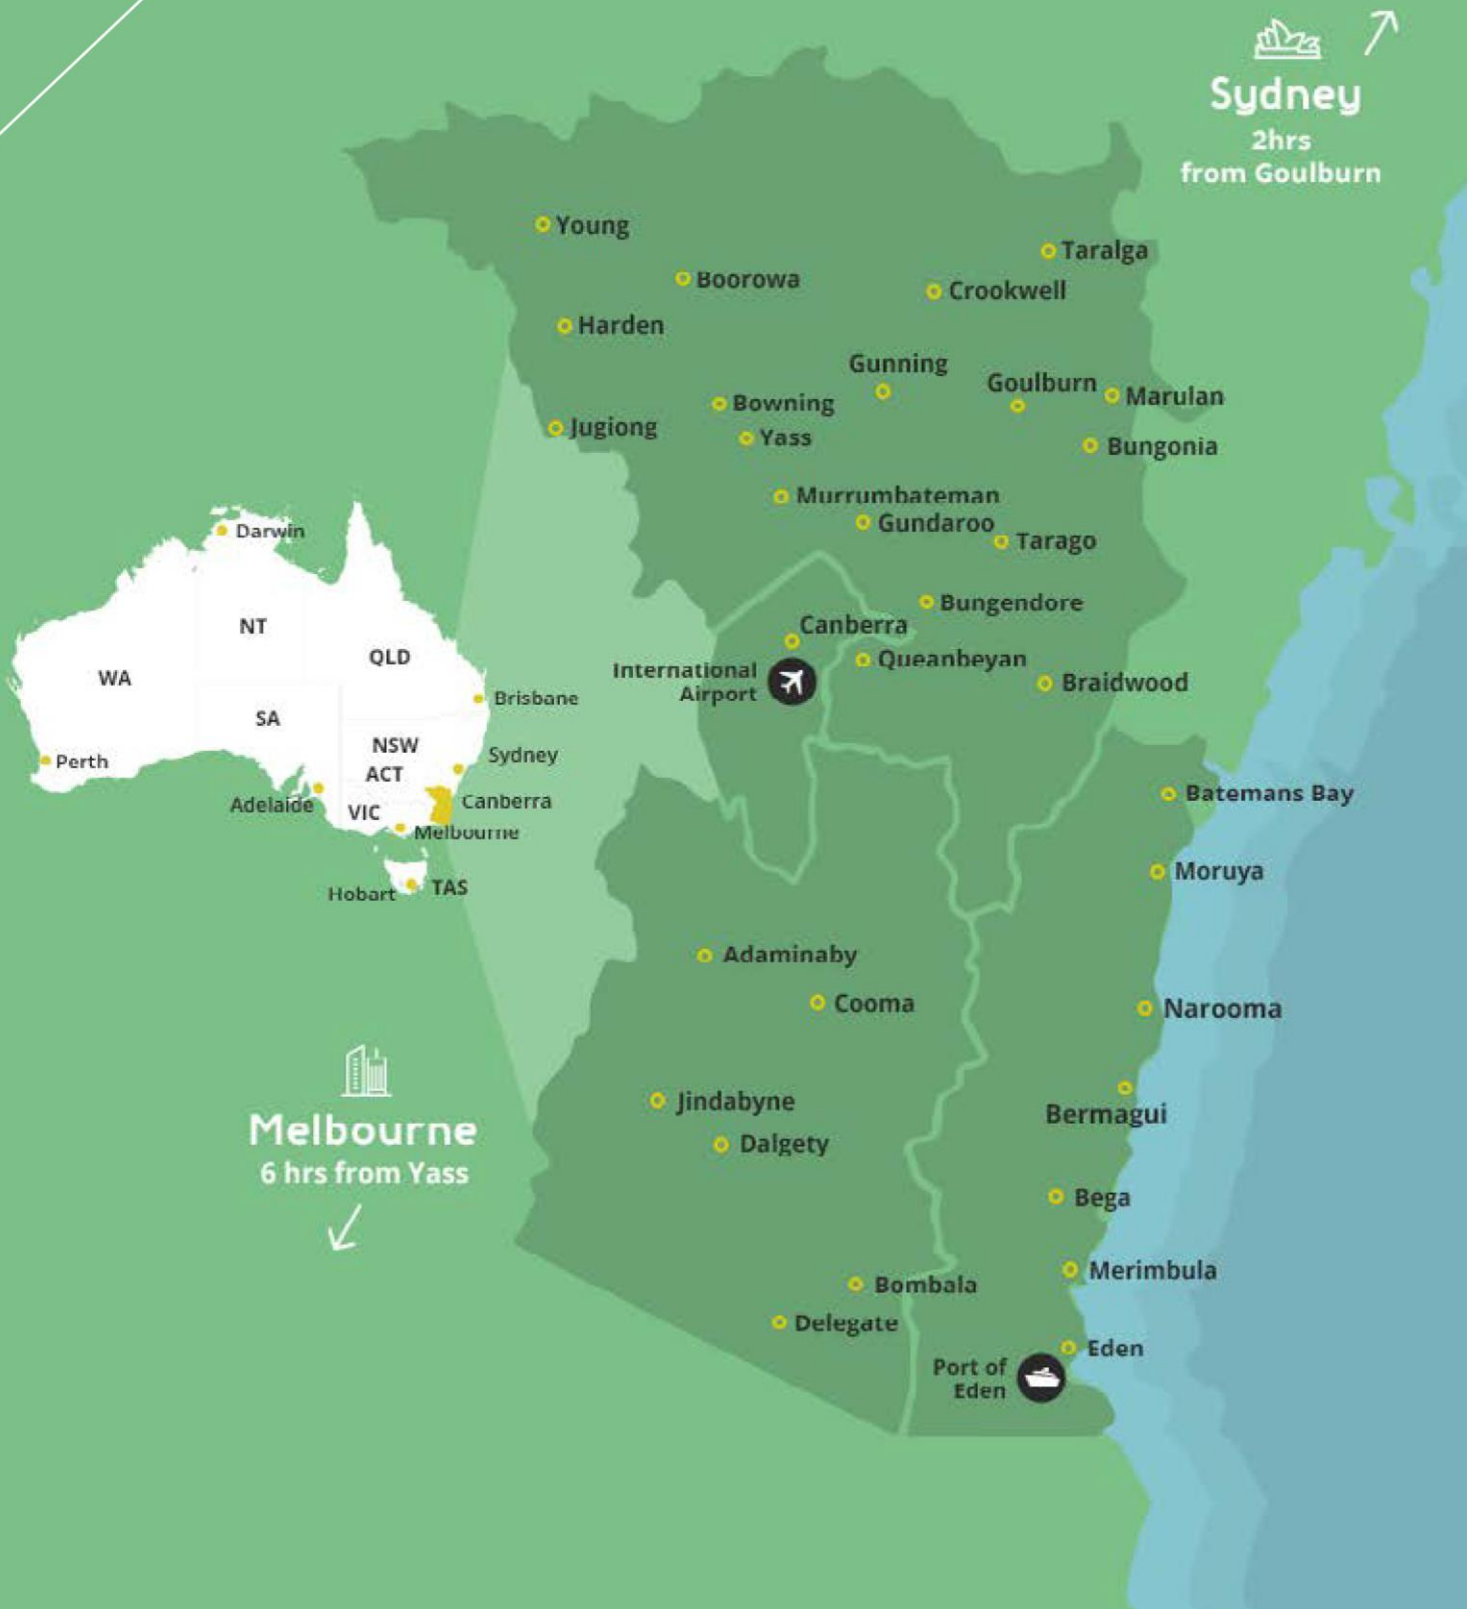 Sydney
2hrs
from Goulburn
Young
Taralga
Boorowa
Crookwell
Harden
Gunning
Goulburn
Marulan
Bowning
Jugiong
Yass
Bungonia
Murrumbateman
Gundaroo
Tarago
Bungendore
Canberra
Queanbeyan
International
Airport
Braidwood
Darwin
NT
QLD
WA
Brisbane
SA
NSW
Sydney
Perth
ACT
Canberra
Adelaide
VIC
Melbourne
TAS
Hobart
Batemans Bay
Moruya
Adaminaby
Cooma
Narooma
Jindabyne
Bermagui
Melbourne
6 hrs from Yass
Dalgety
Bega
Merimbula
Bombala
Delegate
Eden
Port of
Eden